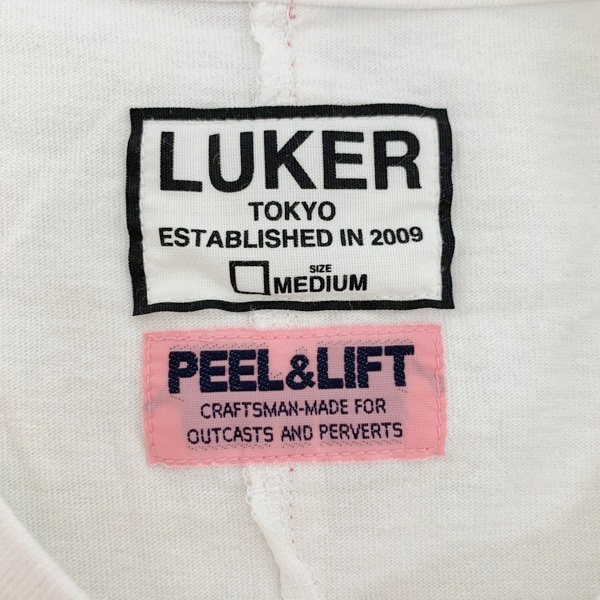 LUKER
TOKYO
ESTABLISHED IN 2009
SIZE
MEDIUM
PEEL&LIFT
CRAFTSMAN-MADE FOR
OUTCASTS AND PERVERTS